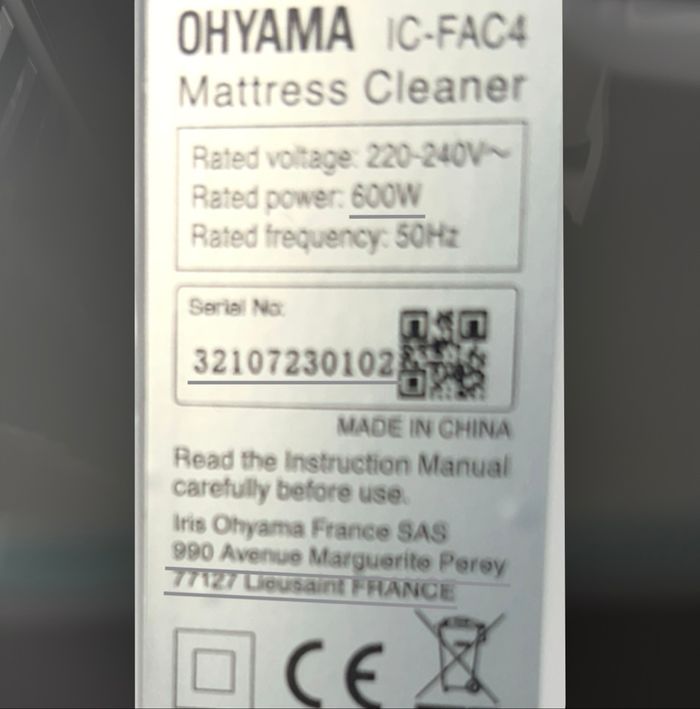 OHYAMA IC-FAC4
Mattress Cleaner
Rated voltage: 220-240V~
Rated power: 600W
Rated frequency: 50Hz
Serial No:
32107230102
MADE IN CHINA
Read the Instruction Manual
carefully before use.
Iris Ohyama France SAS
990 Avenue Marguerite Perey
77127 Lieusaint FRANCE
CE